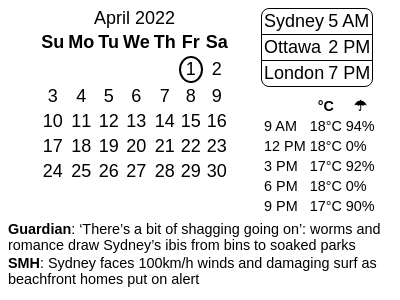 April 2022
Su Mo Tu We Th Fr Sa
1 2
3 4 5 6 7 8 9
10 11 12 13 14 15 16
17 18 19 20 21 22 23
24 25 26 27 28 29 30
Sydney 5 AM
Ottawa 2 PM
London 7 PM
°C ☂
9 AM 18°C 94%
12 PM 18°C 0%
3 PM 17°C 92%
6 PM 18°C 0%
9 PM 17°C 90%
Guardian: ‘There’s a bit of shagging going on’: worms and
romance draw Sydney’s ibis from bins to soaked parks
SMH: Sydney faces 100km/h winds and damaging surf as
beachfront homes put on alert